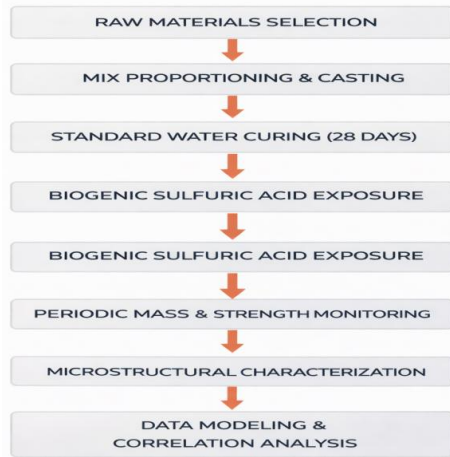 RAW MATERIALS SELECTION
MIX PROPORTIONING & CASTING
STANDARD WATER CURING (28 DAYS)
BIOGENIC SULFURIC ACID EXPOSURE
BIOGENIC SULFURIC ACID EXPOSURE
PERIODIC MASS & STRENGTH MONITORING
MICROSTRUCTURAL CHARACTERIZATION
DATA MODELING &
CORRELATION ANALYSIS